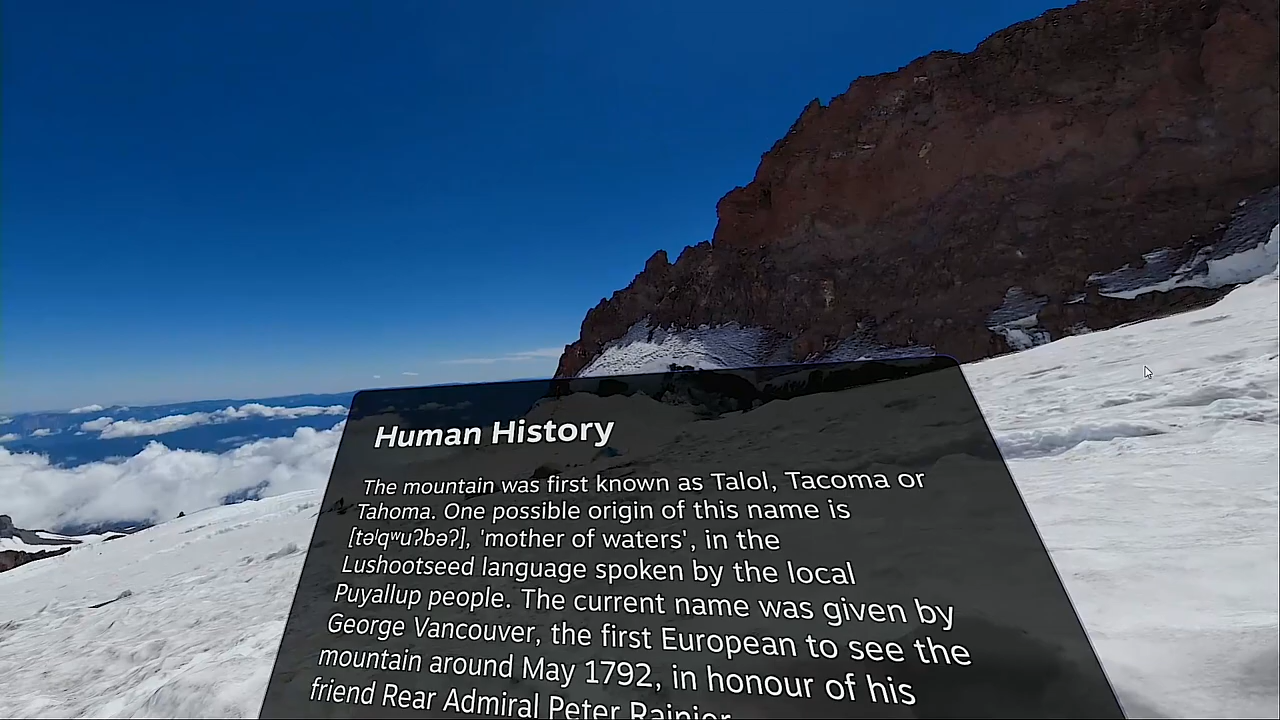 Human History
The mountain was first known as Talol, Tacoma or
Tahoma. One possible origin of this name is
[təˡqʷuʔbəʔ], 'mother of waters', in the
Lushootseed language spoken by the local
Puyallup people. The current name was given by
George Vancouver, the first European to see the
mountain around May 1792, in honour of his
friend Rear Admiral Peter Rainier.